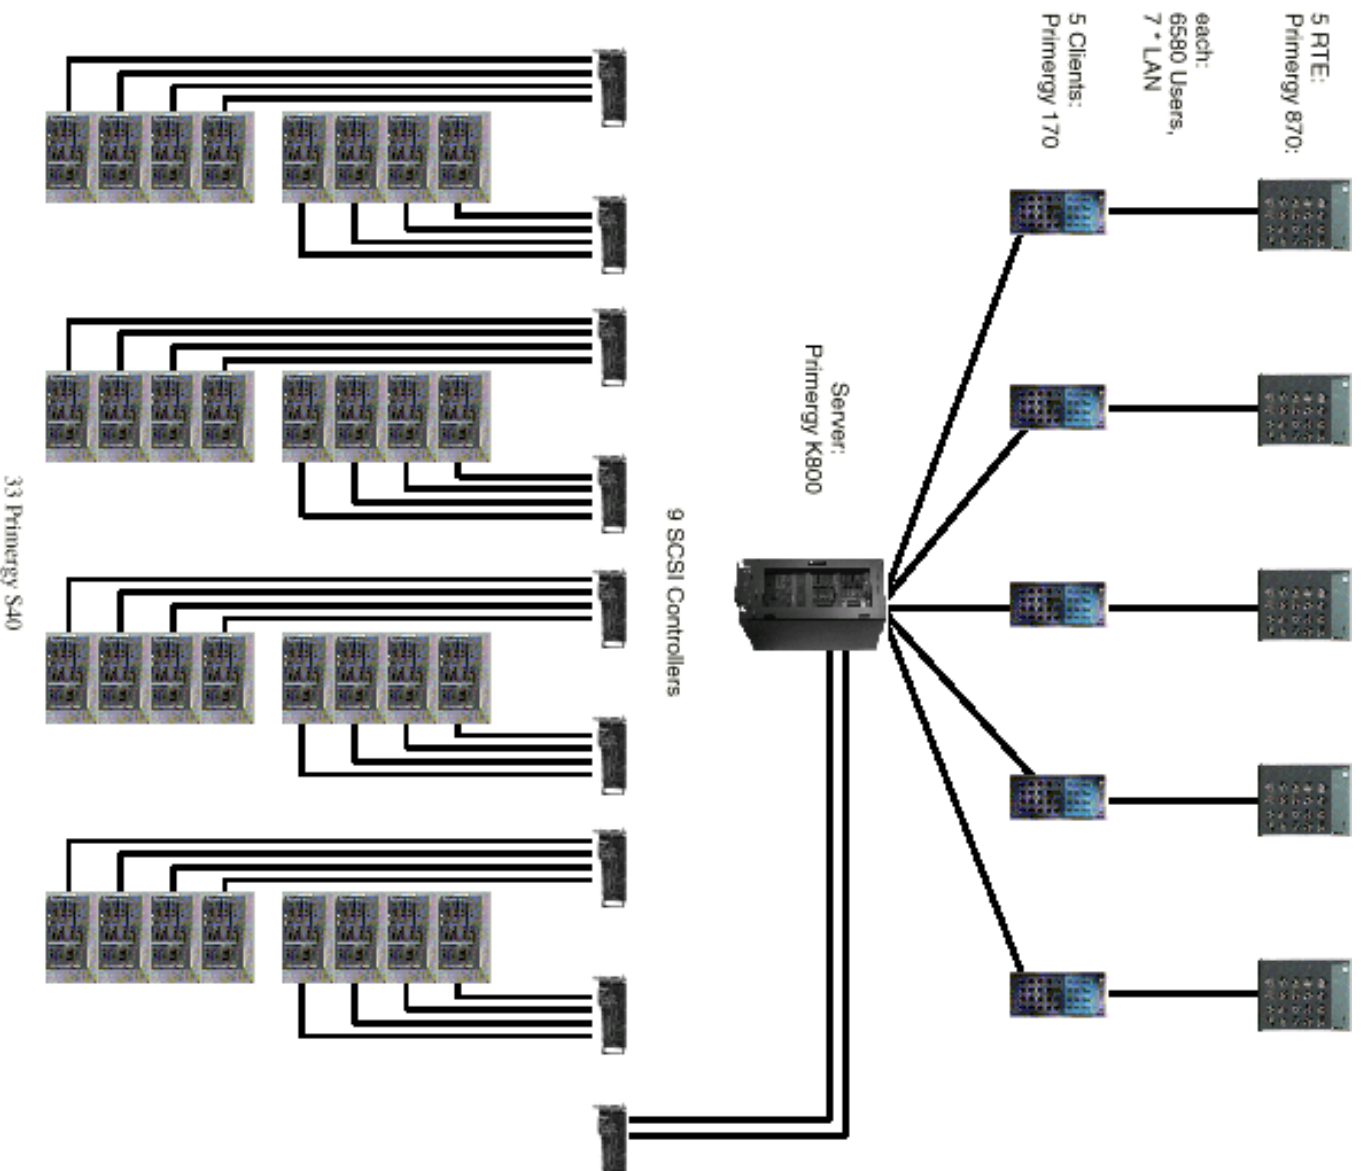 5 RTE:
Primergy 870:
each:
6580 Users,
7 * LAN
5 Clients:
Primergy 170
Server:
Primergy K800
9 SCSI Controllers
33 Primergy S40